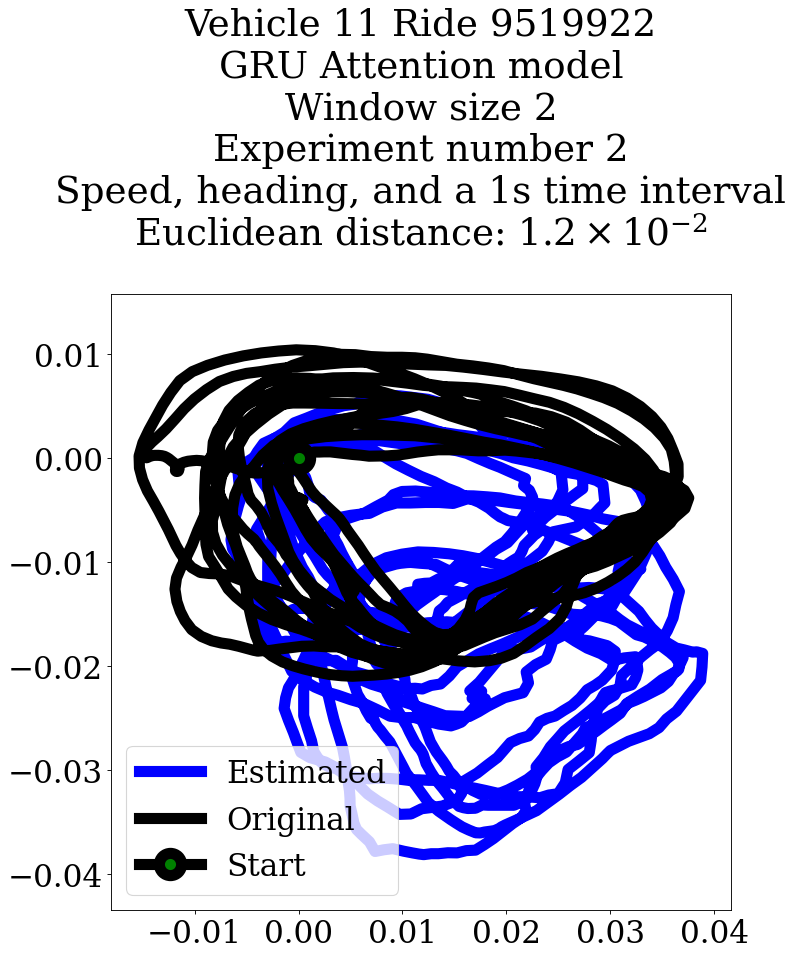 Vehicle 11 Ride 9519922
GRU Attention model
Window size 2
Experiment number 2
Speed, heading, and a 1s time interval
Euclidean distance: 1.2 × 10⁻²
0.01
0.00
−0.01
−0.02
−0.03
−0.04
Estimated
Original
Start
−0.01 0.00 0.01 0.02 0.03 0.04